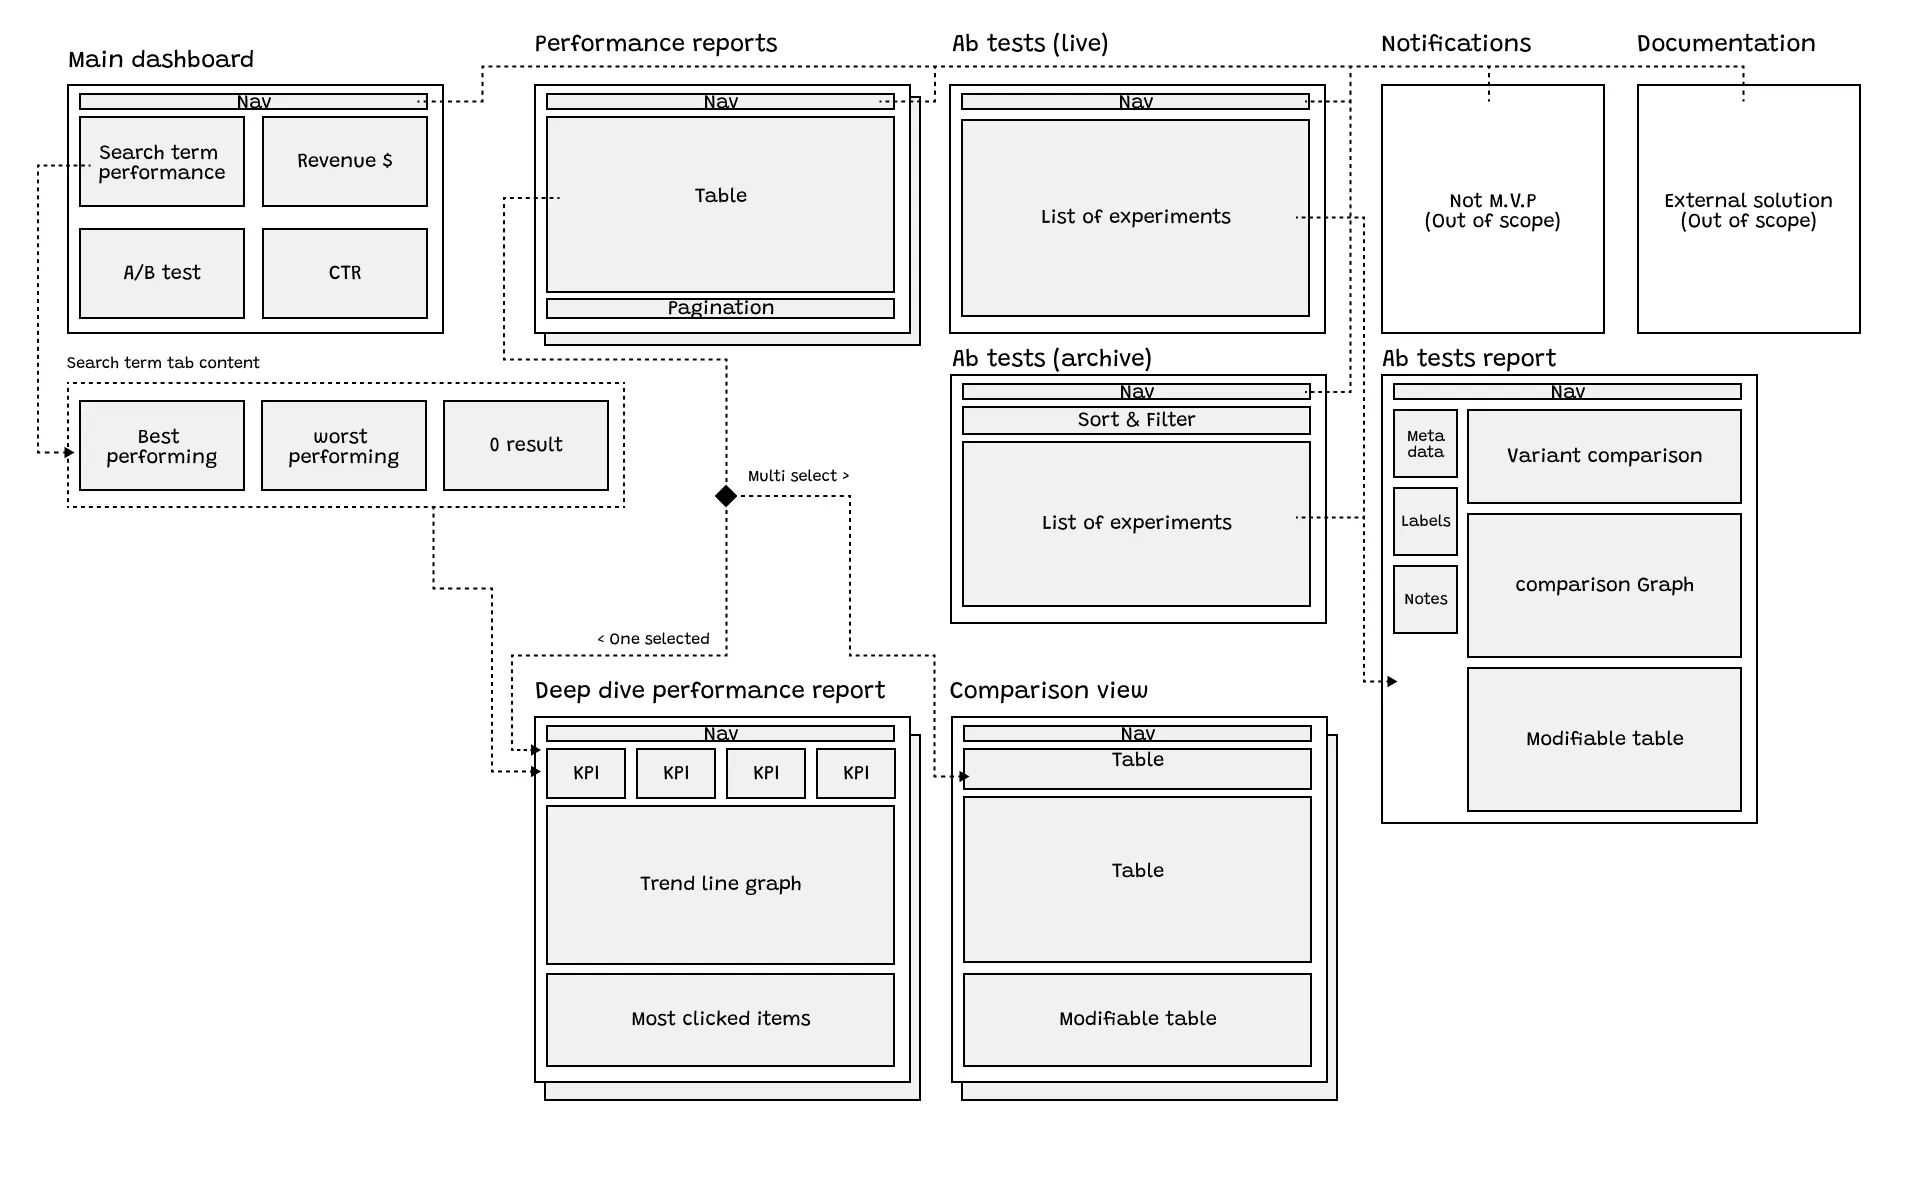 Main dashboard
Nav
Search term
performance
Revenue $
A/B test
CTR
Search term tab content
Best
performing
worst
performing
0 result
Performance reports
Nav
Table
Pagination
Multi select >
< One selected
Deep dive performance report
Nav
KPI
KPI
KPI
KPI
Trend line graph
Most clicked items
Ab tests (live)
Nav
List of experiments
Ab tests (archive)
Nav
Sort & Filter
List of experiments
Comparison view
Nav
Table
Table
Modifiable table
Notifications
Not M.V.P
(Out of scope)
Documentation
External solution
(Out of scope)
Ab tests report
Nav
Meta
data
Labels
Notes
Variant comparison
comparison Graph
Modifiable table